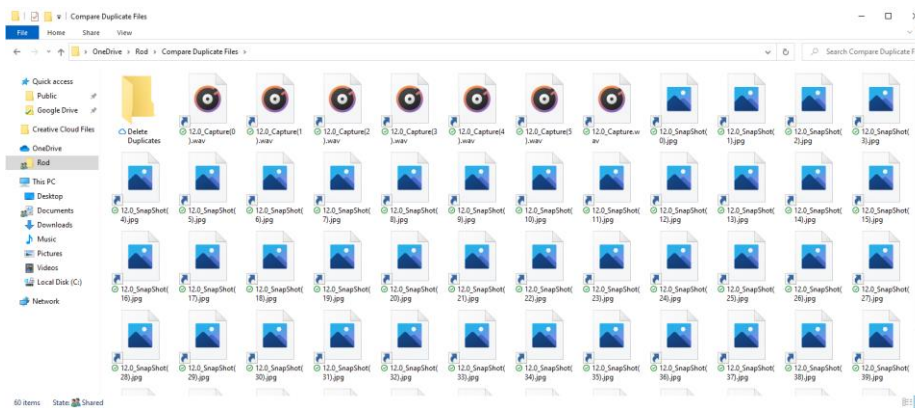 Compare Duplicate Files
File Home Share View
OneDrive › Rod › Compare Duplicate Files ›
Search Compare Duplicate F
Quick access
Public
Google Drive
Creative Cloud Files
OneDrive
Rod
This PC
Desktop
Documents
Downloads
Music
Pictures
Videos
Local Disk (C:)
Network
Delete
Duplicates
12.0_Capture(0
).wav
12.0_Capture(1
).wav
12.0_Capture(2
).wav
12.0_Capture(3
).wav
12.0_Capture(4
).wav
12.0_Capture(5
).wav
12.0_Capture.w
av
12.0_SnapShot(
0).jpg
12.0_SnapShot(
1).jpg
12.0_SnapShot(
2).jpg
12.0_SnapShot(
3).jpg
12.0_SnapShot(
4).jpg
12.0_SnapShot(
5).jpg
12.0_SnapShot(
6).jpg
12.0_SnapShot(
7).jpg
12.0_SnapShot(
8).jpg
12.0_SnapShot(
9).jpg
12.0_SnapShot(
10).jpg
12.0_SnapShot(
11).jpg
12.0_SnapShot(
12).jpg
12.0_SnapShot(
13).jpg
12.0_SnapShot(
14).jpg
12.0_SnapShot(
15).jpg
12.0_SnapShot(
16).jpg
12.0_SnapShot(
17).jpg
12.0_SnapShot(
18).jpg
12.0_SnapShot(
19).jpg
12.0_SnapShot(
20).jpg
12.0_SnapShot(
21).jpg
12.0_SnapShot(
22).jpg
12.0_SnapShot(
23).jpg
12.0_SnapShot(
24).jpg
12.0_SnapShot(
25).jpg
12.0_SnapShot(
26).jpg
12.0_SnapShot(
27).jpg
12.0_SnapShot(
28).jpg
12.0_SnapShot(
29).jpg
12.0_SnapShot(
30).jpg
12.0_SnapShot(
31).jpg
12.0_SnapShot(
32).jpg
12.0_SnapShot(
33).jpg
12.0_SnapShot(
34).jpg
12.0_SnapShot(
35).jpg
12.0_SnapShot(
36).jpg
12.0_SnapShot(
37).jpg
12.0_SnapShot(
38).jpg
12.0_SnapShot(
39).jpg
60 items State: Shared